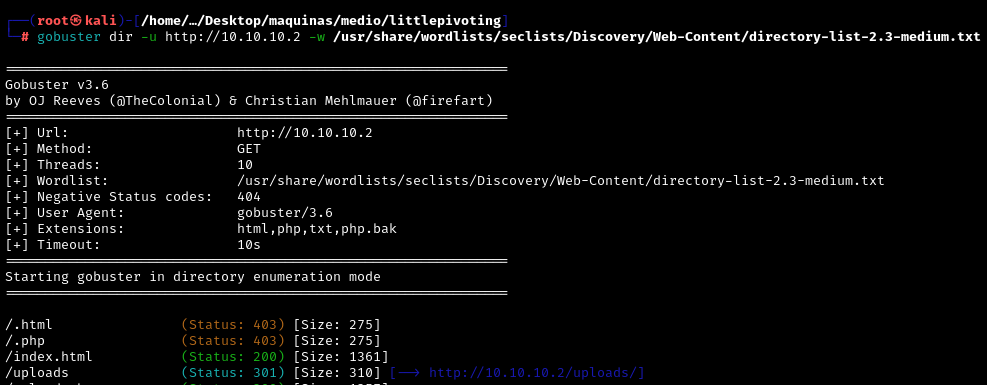 ┌──(root㉿kali)-[/home/…/Desktop/maquinas/medio/littlepivoting]
└─# gobuster dir -u http://10.10.10.2 -w /usr/share/wordlists/seclists/Discovery/Web-Content/directory-list-2.3-medium.txt
===============================================================
Gobuster v3.6
by OJ Reeves (@TheColonial) & Christian Mehlmauer (@firefart)
===============================================================
[+] Url: http://10.10.10.2
[+] Method: GET
[+] Threads: 10
[+] Wordlist: /usr/share/wordlists/seclists/Discovery/Web-Content/directory-list-2.3-medium.txt
[+] Negative Status codes: 404
[+] User Agent: gobuster/3.6
[+] Extensions: html,php,txt,php.bak
[+] Timeout: 10s
===============================================================
Starting gobuster in directory enumeration mode
===============================================================
/.html (Status: 403) [Size: 275]
/.php (Status: 403) [Size: 275]
/index.html (Status: 200) [Size: 1361]
/uploads (Status: 301) [Size: 310] [--> http://10.10.10.2/uploads/]